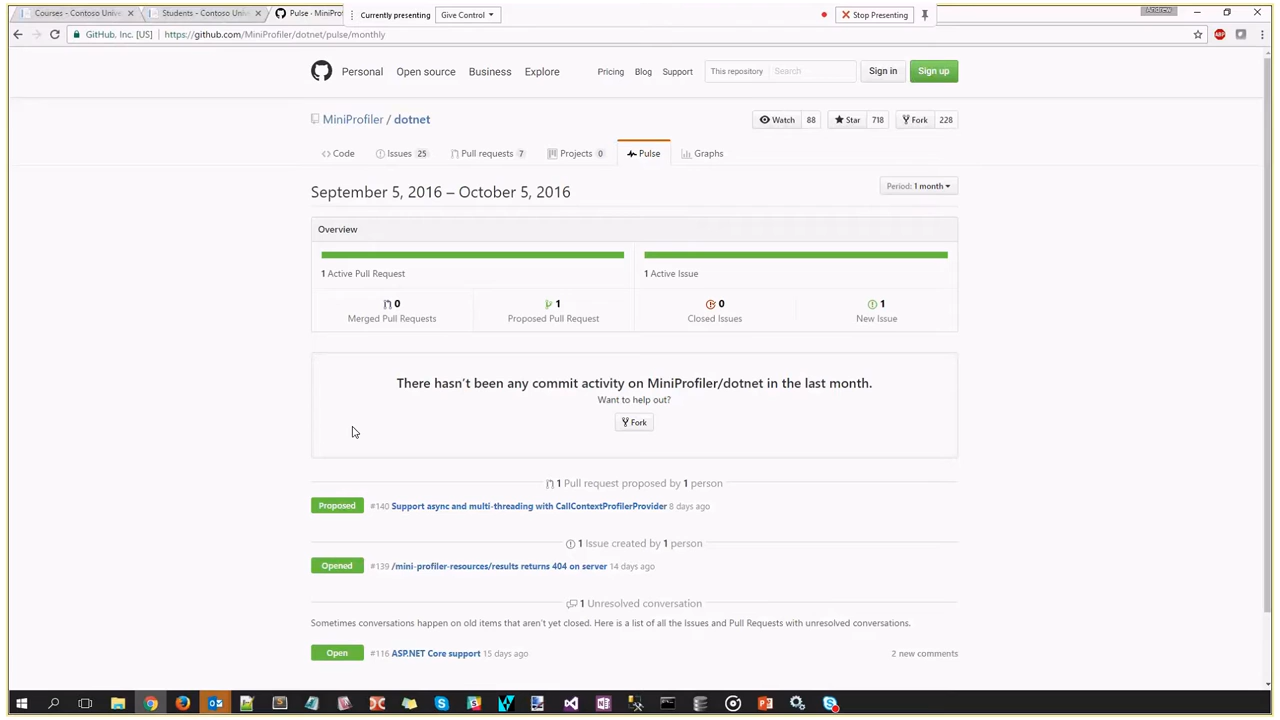 Courses - Contoso Unive
Students - Contoso Univ
Pulse - MiniPro
Currently presenting
Give Control
Stop Presenting
Andrew
GitHub, Inc. [US]
https://github.com/MiniProfiler/dotnet/pulse/monthly
ABP
Personal
Open source
Business
Explore
Pricing
Blog
Support
This repository
Search
Sign in
Sign up
MiniProfiler / dotnet
Watch 88
Star 718
Fork 228
Code
Issues 25
Pull requests 7
Projects 0
Pulse
Graphs
September 5, 2016 – October 5, 2016
Period: 1 month
Overview
1 Active Pull Request
1 Active Issue
0
Merged Pull Requests
1
Proposed Pull Request
0
Closed Issues
1
New Issue
There hasn't been any commit activity on MiniProfiler/dotnet in the last month.
Want to help out?
Fork
1 Pull request proposed by 1 person
Proposed
#140 Support async and multi-threading with CallContextProfilerProvider 8 days ago
1 Issue created by 1 person
Opened
#139 /mini-profiler-resources/results returns 404 on server 14 days ago
1 Unresolved conversation
Sometimes conversations happen on old items that aren't yet closed. Here is a list of all the Issues and Pull Requests with unresolved conversations.
Open
#116 ASP.NET Core support 15 days ago
2 new comments